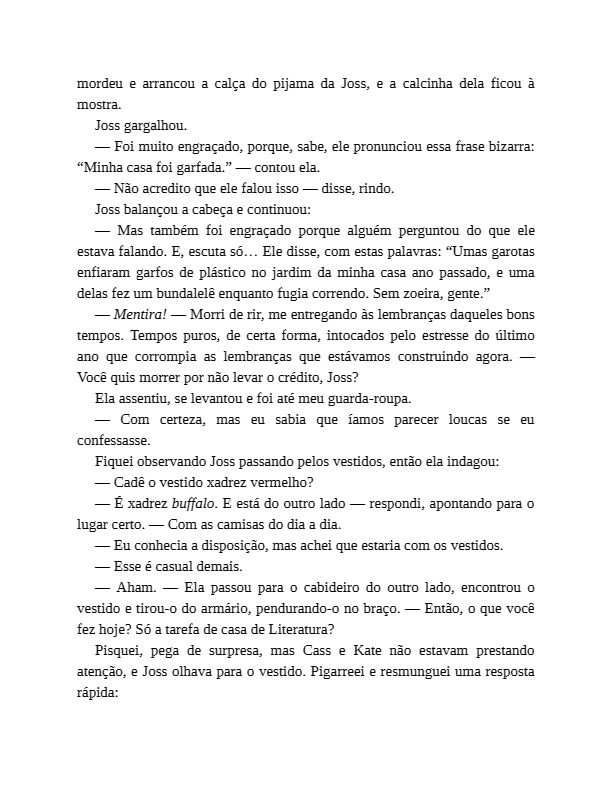 mordeu e arrancou a calça do pijama da Joss, e a calcinha dela ficou à
mostra.
Joss gargalhou.
— Foi muito engraçado, porque, sabe, ele pronunciou essa frase bizarra:
“Minha casa foi garfada.” — contou ela.
— Não acredito que ele falou isso — disse, rindo.
Joss balançou a cabeça e continuou:
— Mas também foi engraçado porque alguém perguntou do que ele
estava falando. E, escuta só… Ele disse, com estas palavras: “Umas garotas
enfiaram garfos de plástico no jardim da minha casa ano passado, e uma
delas fez um bundalelê enquanto fugia correndo. Sem zoeira, gente.”
— Mentira! — Morri de rir, me entregando às lembranças daqueles bons
tempos. Tempos puros, de certa forma, intocados pelo estresse do último
ano que corrompia as lembranças que estávamos construindo agora. —
Você quis morrer por não levar o crédito, Joss?
Ela assentiu, se levantou e foi até meu guarda-roupa.
— Com certeza, mas eu sabia que íamos parecer loucas se eu
confessasse.
Fiquei observando Joss passando pelos vestidos, então ela indagou:
— Cadê o vestido xadrez vermelho?
— É xadrez buffalo. E está do outro lado — respondi, apontando para o
lugar certo. — Com as camisas do dia a dia.
— Eu conhecia a disposição, mas achei que estaria com os vestidos.
— Esse é casual demais.
— Aham. — Ela passou para o cabideiro do outro lado, encontrou o
vestido e tirou-o do armário, pendurando-o no braço. — Então, o que você
fez hoje? Só a tarefa de casa de Literatura?
Pisquei, pega de surpresa, mas Cass e Kate não estavam prestando
atenção, e Joss olhava para o vestido. Pigarreei e resmunguei uma resposta
rápida: